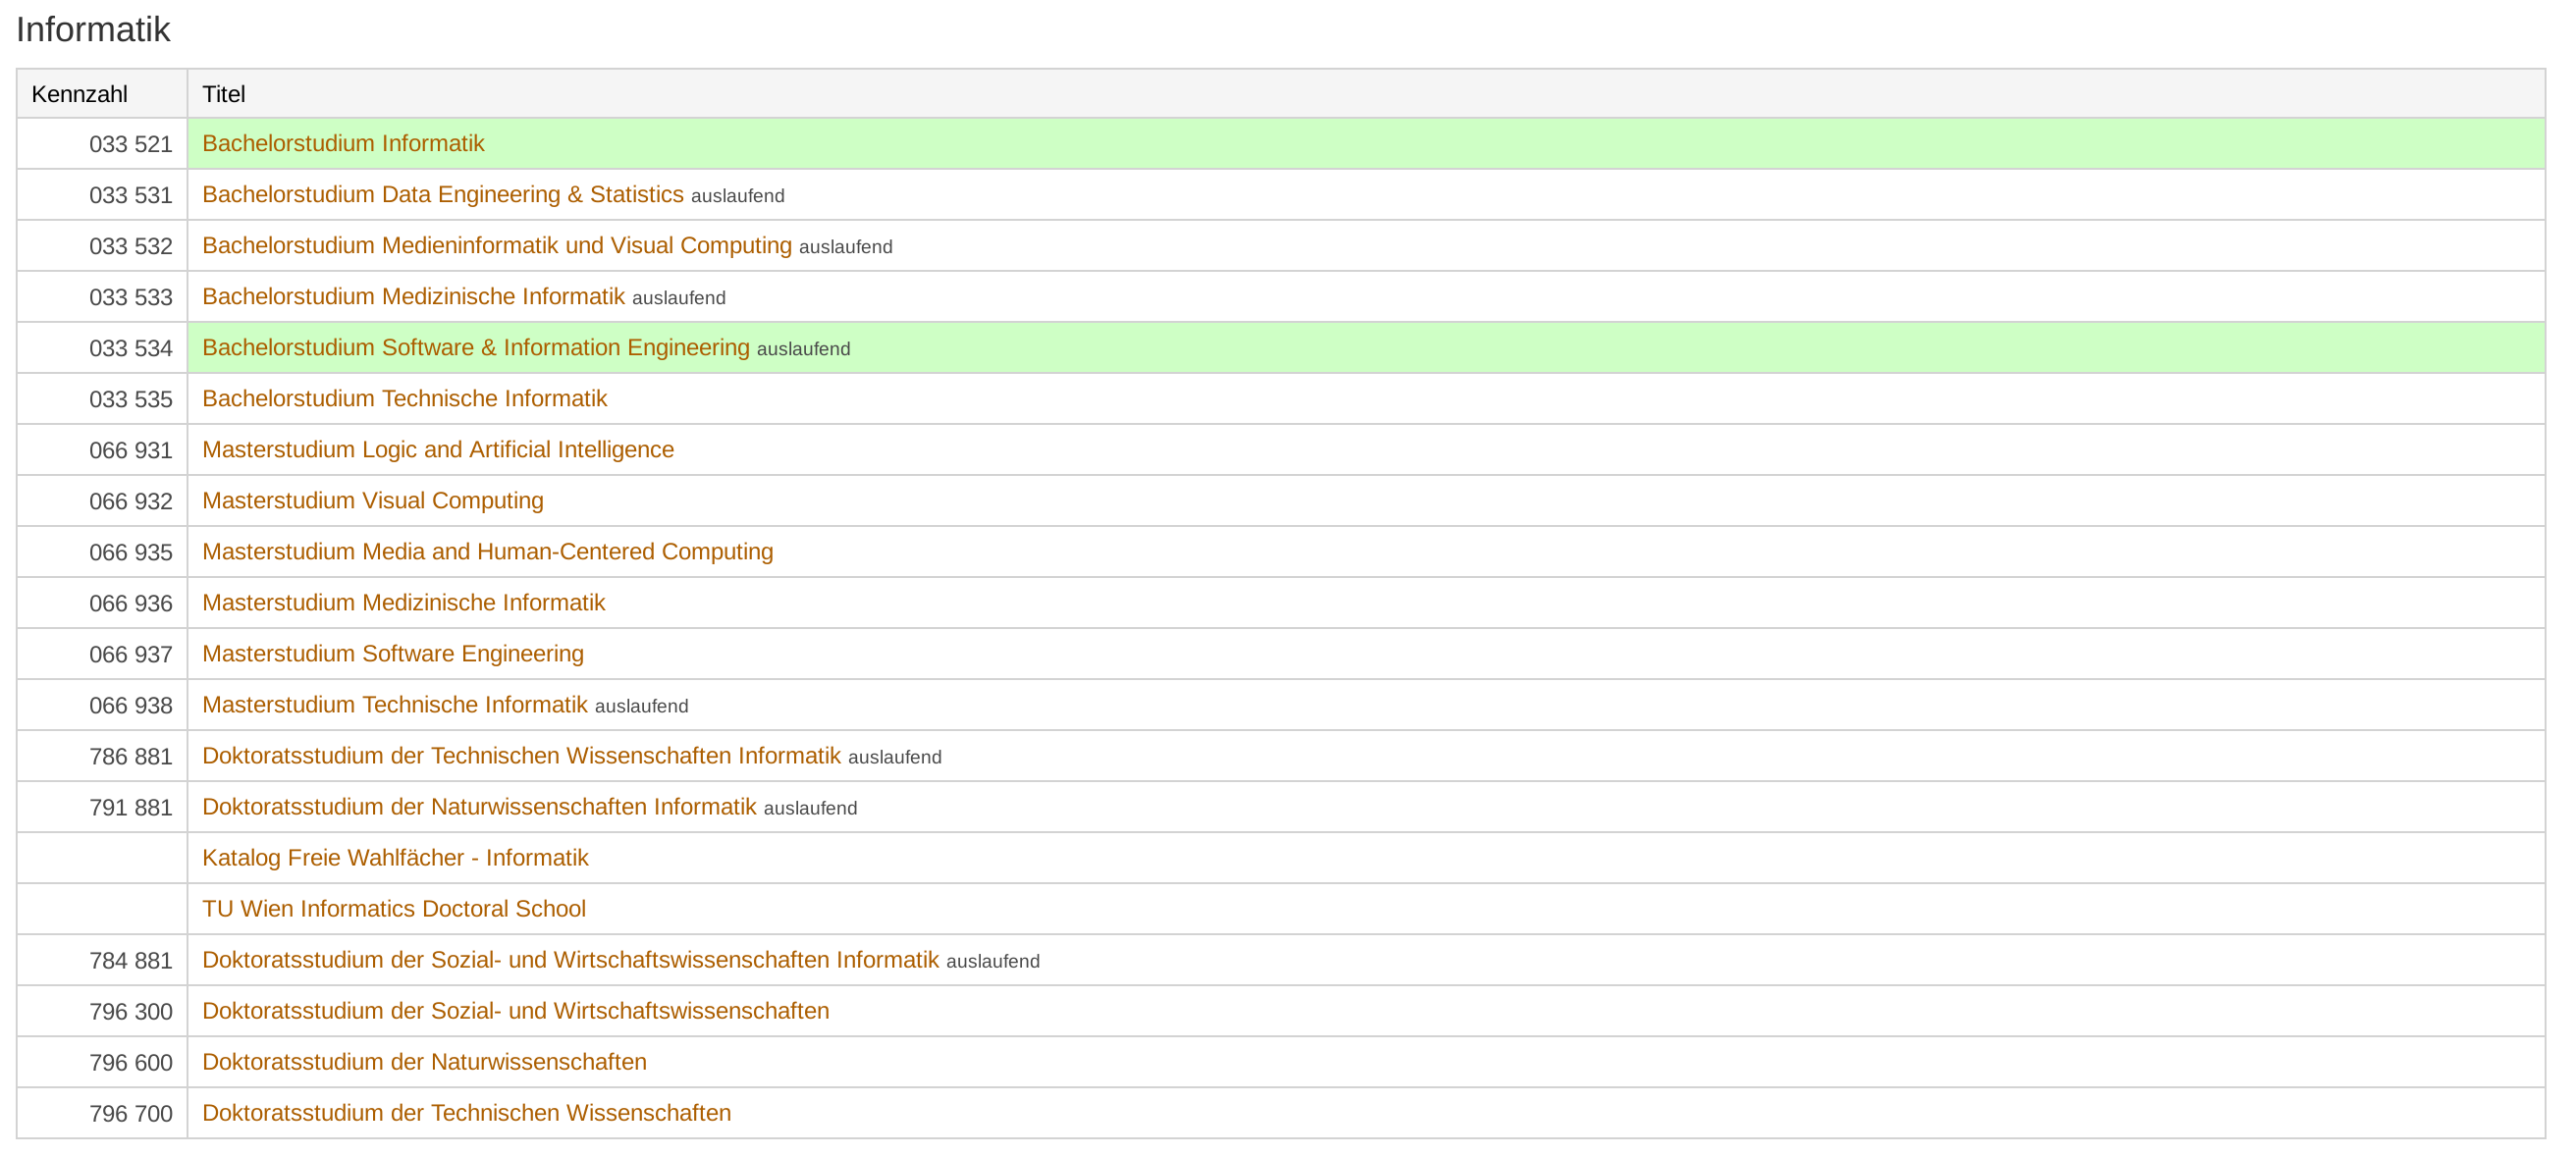 Informatik
Kennzahl Titel
033 521 Bachelorstudium Informatik
033 531 Bachelorstudium Data Engineering & Statistics auslaufend
033 532 Bachelorstudium Medieninformatik und Visual Computing auslaufend
033 533 Bachelorstudium Medizinische Informatik auslaufend
033 534 Bachelorstudium Software & Information Engineering auslaufend
033 535 Bachelorstudium Technische Informatik
066 931 Masterstudium Logic and Artificial Intelligence
066 932 Masterstudium Visual Computing
066 935 Masterstudium Media and Human-Centered Computing
066 936 Masterstudium Medizinische Informatik
066 937 Masterstudium Software Engineering
066 938 Masterstudium Technische Informatik auslaufend
786 881 Doktoratsstudium der Technischen Wissenschaften Informatik auslaufend
791 881 Doktoratsstudium der Naturwissenschaften Informatik auslaufend
Katalog Freie Wahlfächer - Informatik
TU Wien Informatics Doctoral School
784 881 Doktoratsstudium der Sozial- und Wirtschaftswissenschaften Informatik auslaufend
796 300 Doktoratsstudium der Sozial- und Wirtschaftswissenschaften
796 600 Doktoratsstudium der Naturwissenschaften
796 700 Doktoratsstudium der Technischen Wissenschaften